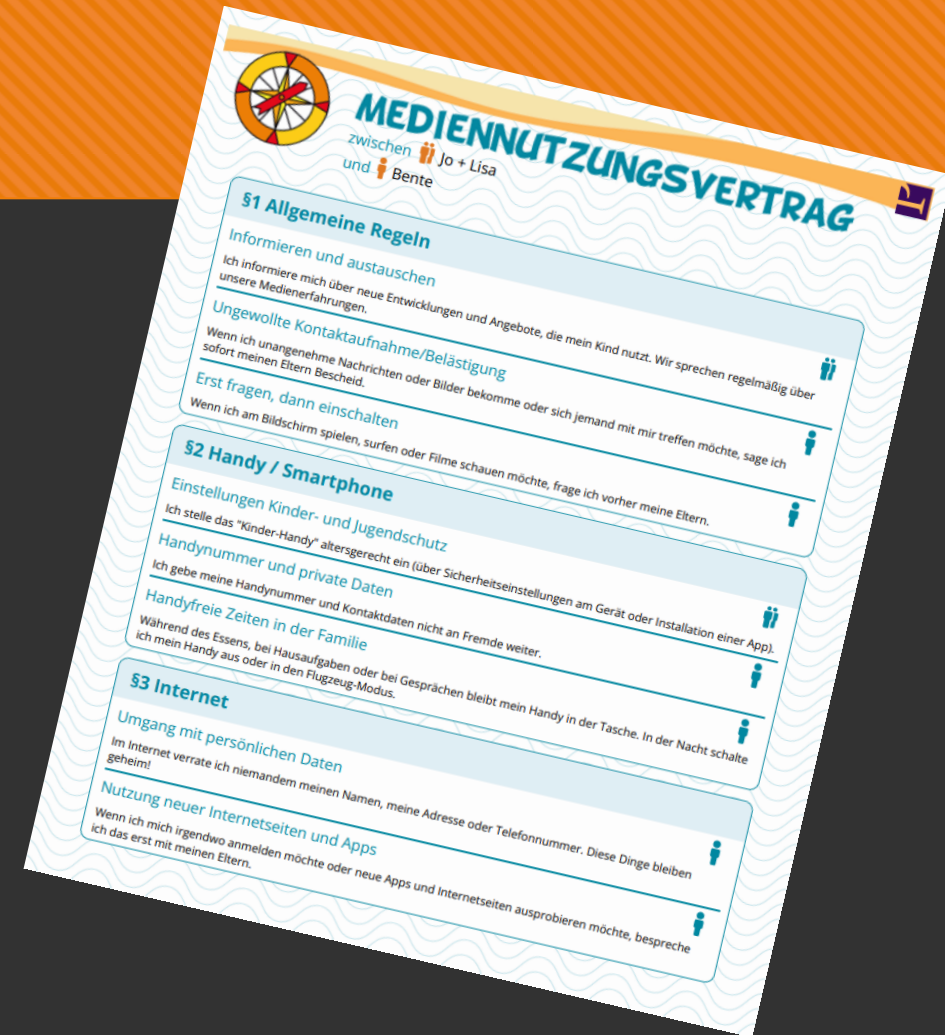 MEDIENNUTZUNGSVERTRAG
zwischen Jo + Lisa
und Bente
§1 Allgemeine Regeln
Informieren und austauschen
Ich informiere mich über neue Entwicklungen und Angebote, die mein Kind nutzt. Wir sprechen regelmäßig über
unsere Medienerfahrungen.
Ungewollte Kontaktaufnahme/Belästigung
Wenn ich unangenehme Nachrichten oder Bilder bekomme oder sich jemand mit mir treffen möchte, sage ich
sofort meinen Eltern Bescheid.
Erst fragen, dann einschalten
Wenn ich am Bildschirm spielen, surfen oder Filme schauen möchte, frage ich vorher meine Eltern.
§2 Handy / Smartphone
Einstellungen Kinder- und Jugendschutz
Ich stelle das "Kinder-Handy" altersgerecht ein (über Sicherheitseinstellungen am Gerät oder Installation einer App).
Handynummer und private Daten
Ich gebe meine Handynummer und Kontaktdaten nicht an Fremde weiter.
Handyfreie Zeiten in der Familie
Während des Essens, bei Hausaufgaben oder bei Gesprächen bleibt mein Handy in der Tasche. In der Nacht schalte
ich mein Handy aus oder in den Flugzeug-Modus.
§3 Internet
Umgang mit persönlichen Daten
Im Internet verrate ich niemandem meinen Namen, meine Adresse oder Telefonnummer. Diese Dinge bleiben
geheim!
Nutzung neuer Internetseiten und Apps
Wenn ich mich irgendwo anmelden möchte oder neue Apps und Internetseiten ausprobieren möchte, bespreche
ich das erst mit meinen Eltern.